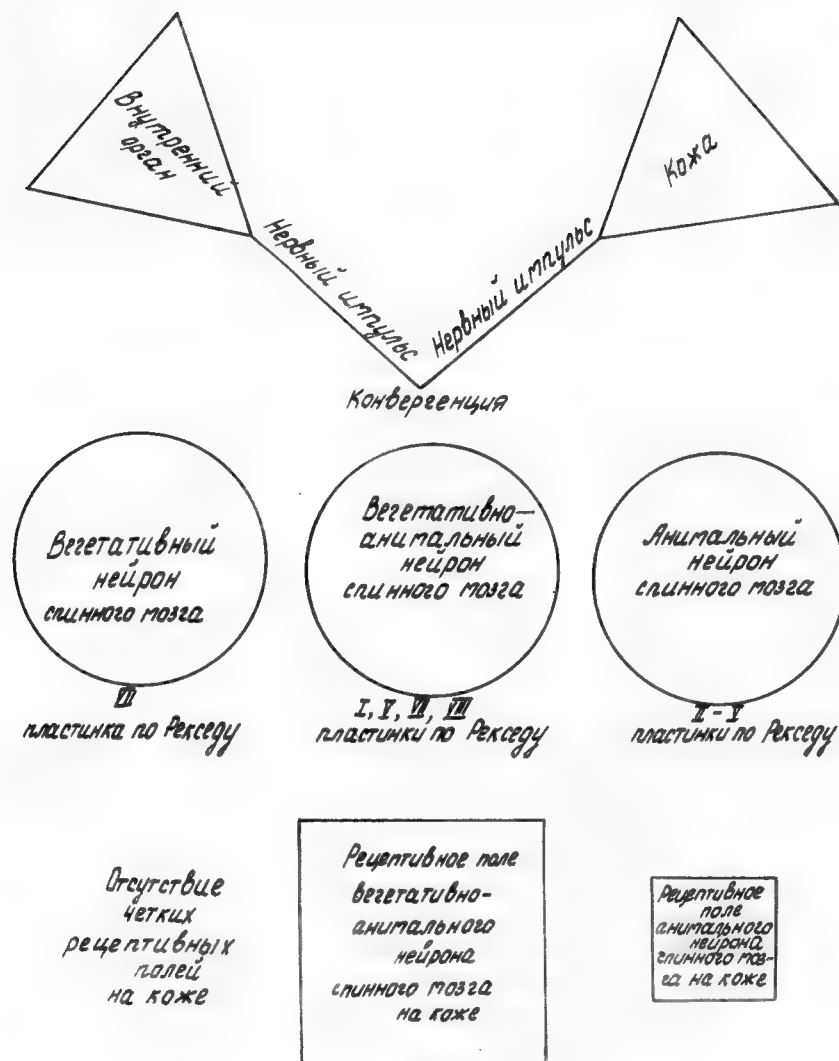 Внутренний
орган
Кожа
Нервный импульс
Нервный импульс
Конвергенция
Вегетативный
нейрон
спинного мозга
Вегетативно-
анимальный
нейрон
спинного мозга
Анимальный
нейрон
спинного мозга
VII
пластинка по Рекседу
I, V, VII, VIII
пластинки по Рекседу
II - V
пластинки по Рекседу
Отсутствие
четких
рецептивных
полей
на коже
Рецептивное поле
вегетативно-
анимального
нейрона
спинного мозга
на коже
Рецептивное
поле
анимального
нейрона
спинного моз-
га на коже